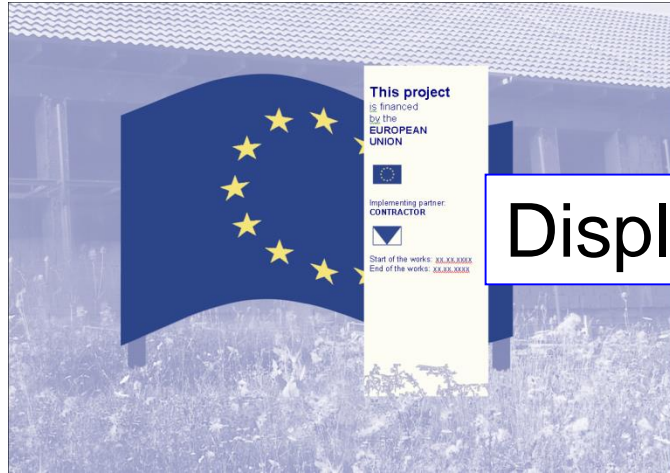 This project
is financed
by the
EUROPEAN
UNION
Implementing partner:
CONTRACTOR
Start of the works: xx.xx.xxxx
End of the works: xx.xx.xxxx
Displ